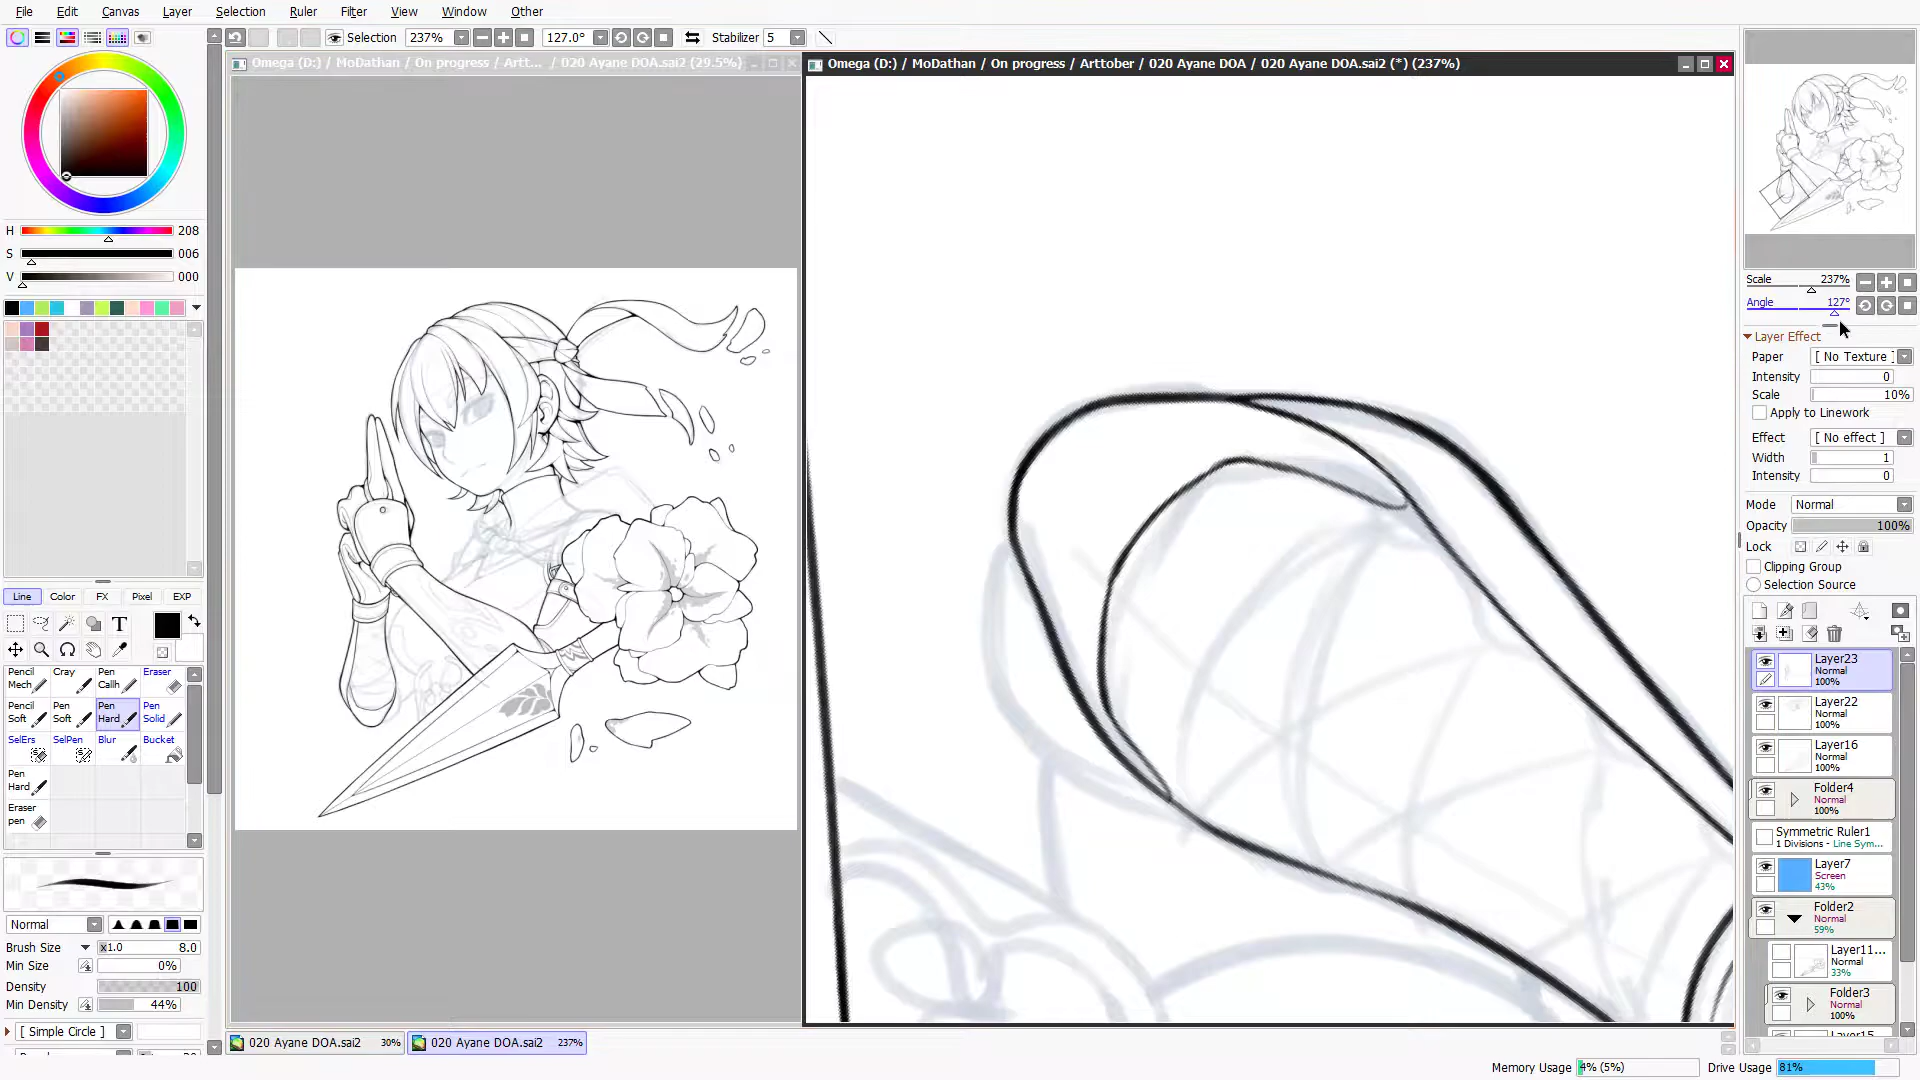 File Edit Canvas Layer Selection Ruler Filter View Window Other
Selection 237% 127.0° Stabilizer 5
Omega (D:) / MoDathan / On progress / Artt... / 020 Ayane DOA.sai2 (29.5%)
Omega (D:) / MoDathan / On progress / Arttober / 020 Ayane DOA / 020 Ayane DOA.sai2 (*) (237%)
H 208
S 006
V 000
Line Color FX Pixel EXP
T
Pencil Mech
Cray
Pen Callh
Eraser
Pencil Soft
Pen Soft
Pen Hard
Pen Solid
SelErs SelPen Blur Bucket
Pen Hard
Eraser pen
Normal
Brush Size x1.0 8.0
Min Size 0%
Density 100
Min Density 44%
[ Simple Circle ]
020 Ayane DOA.sai2 30%
020 Ayane DOA.sai2 237%
Scale 237%
Angle 127°
Layer Effect
Paper [ No Texture ]
Intensity 0
Scale 10%
Apply to Linework
Effect [ No effect ]
Width 1
Intensity 0
Mode Normal
Opacity 100%
Lock
Clipping Group
Selection Source
Layer23
Normal
100%
Layer22
Normal
100%
Layer16
Normal
100%
Folder4
Normal
100%
Symmetric Ruler1
1 Divisions - Line Sym...
Layer7
Screen
43%
Folder2
Normal
59%
Layer11...
Normal
33%
Folder3
Normal
100%
Layer15
Memory Usage 4% (5%) Drive Usage 81%